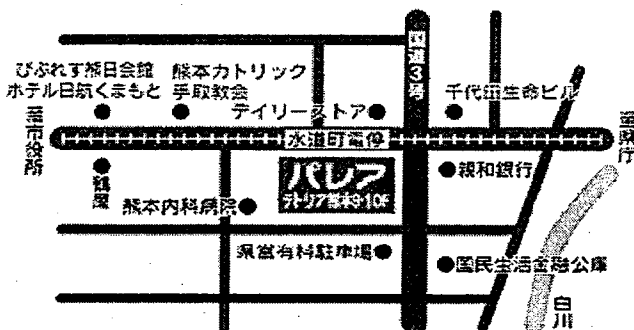 国道3号
びぷれす熊日会館
ホテル日航くまもと
熊本カトリック
手取教会
デイリーストア
千代田生命ビル
至市役所
水道町電停
至県庁
鶴屋
パレア
テトリア熊本9・10F
親和銀行
熊本内科病院
県営有料駐車場
国民生活金融公庫
白川